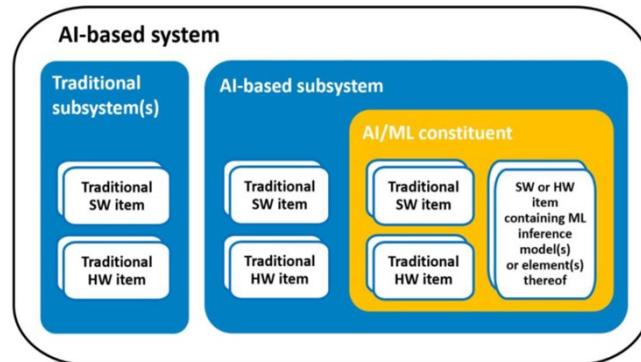 AI-based system
Traditional
subsystem(s)
Traditional
SW item
Traditional
HW item
AI-based subsystem
Traditional
SW item
Traditional
HW item
AI/ML constituent
Traditional
SW item
Traditional
HW item
SW or HW
item
containing ML
inference
model(s)
or element(s)
thereof